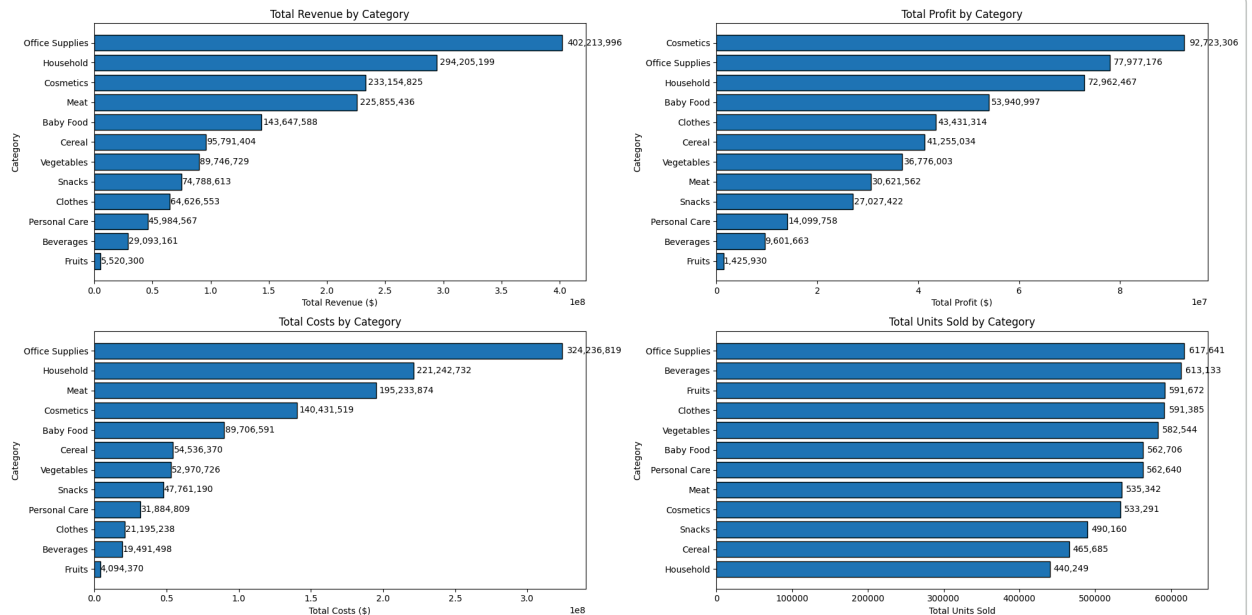 Total Revenue by Category
Category
Office Supplies 402,213,996
Household 294,205,199
Cosmetics 233,154,825
Meat 225,855,436
Baby Food 143,647,588
Cereal 95,791,404
Vegetables 89,746,729
Snacks 74,788,613
Clothes 64,626,553
Personal Care 45,984,567
Beverages 29,093,161
Fruits 5,520,300
0.0 0.5 1.0 1.5 2.0 2.5 3.0 3.5 4.0
1e8
Total Revenue ($)
Total Profit by Category
Category
Cosmetics 92,723,306
Office Supplies 77,977,176
Household 72,962,467
Baby Food 53,940,997
Clothes 43,431,314
Cereal 41,255,034
Vegetables 36,776,003
Meat 30,621,562
Snacks 27,027,422
Personal Care 14,099,758
Beverages 9,601,663
Fruits 1,425,930
0 2 4 6 8
1e7
Total Profit ($)
Total Costs by Category
Category
Office Supplies 324,236,819
Household 221,242,732
Meat 195,233,874
Cosmetics 140,431,519
Baby Food 89,706,591
Cereal 54,536,370
Vegetables 52,970,726
Snacks 47,761,190
Personal Care 31,884,809
Clothes 21,195,238
Beverages 19,491,498
Fruits 4,094,370
0.0 0.5 1.0 1.5 2.0 2.5 3.0
1e8
Total Costs ($)
Total Units Sold by Category
Category
Office Supplies 617,641
Beverages 613,133
Fruits 591,672
Clothes 591,385
Vegetables 582,544
Baby Food 562,706
Personal Care 562,640
Meat 535,342
Cosmetics 533,291
Snacks 490,160
Cereal 465,685
Household 440,249
0 100000 200000 300000 400000 500000 600000
Total Units Sold